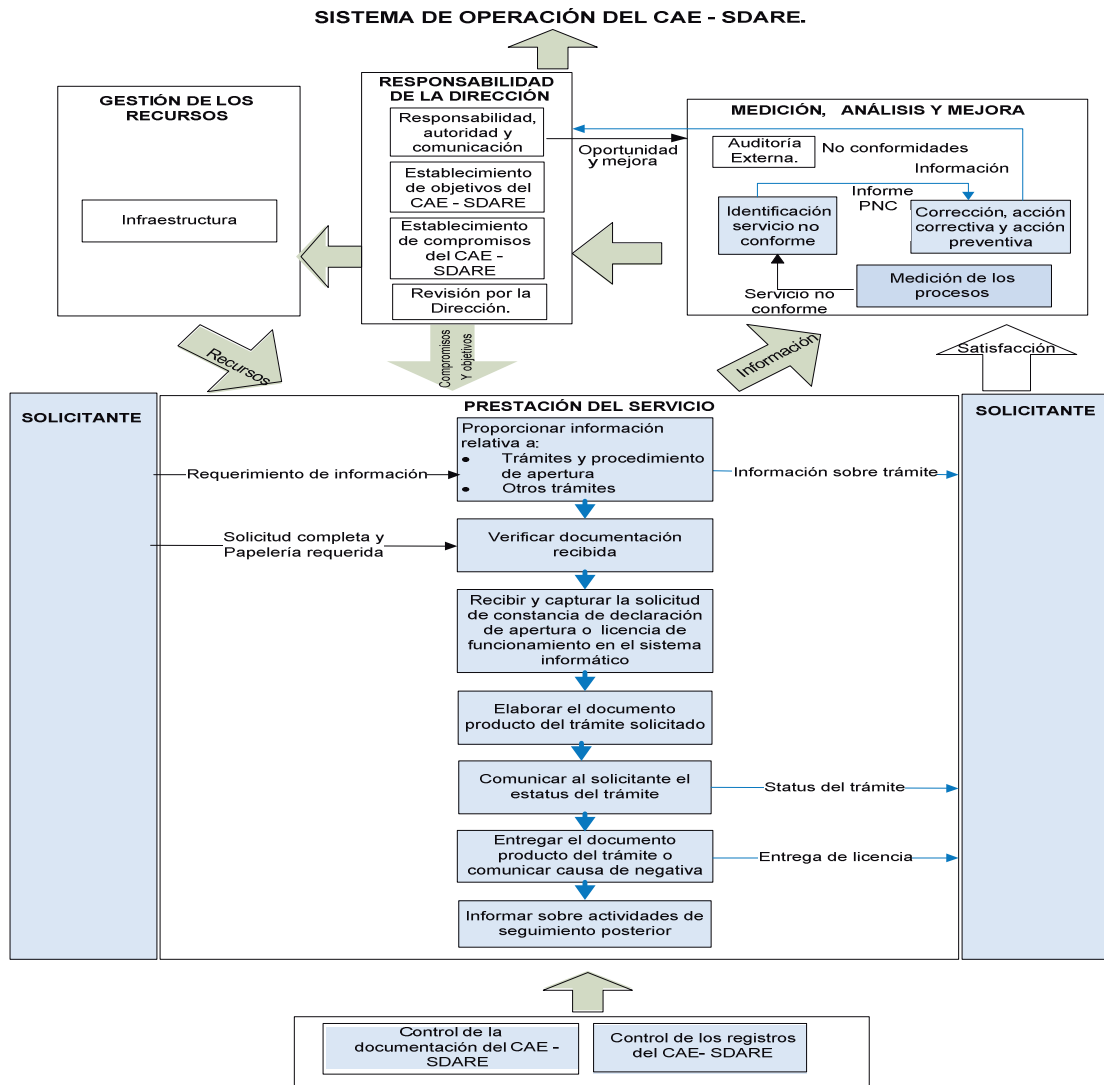 SISTEMA DE OPERACIÓN DEL CAE - SDARE.
GESTIÓN DE LOS
RECURSOS
Infraestructura
RESPONSABILIDAD
DE LA DIRECCIÓN
Responsabilidad,
autoridad y
comunicación
Establecimiento
de objetivos del
CAE - SDARE
Establecimiento
de compromisos
del CAE -
SDARE
Revisión por la
Dirección.
Oportunidad
y mejora
MEDICIÓN, ANÁLISIS Y MEJORA
Auditoría
Externa.
No conformidades
Información
Informe
PNC
Identificación
servicio no
conforme
Corrección, acción
correctiva y acción
preventiva
Medición de los
procesos
Servicio no
conforme
Recursos
Compromisos
Y objetivos
Información
Satisfacción
SOLICITANTE
PRESTACIÓN DEL SERVICIO
SOLICITANTE
Proporcionar información
relativa a:
• Trámites y procedimiento
de apertura
• Otros trámites
Requerimiento de información
Información sobre trámite
Solicitud completa y
Papelería requerida
Verificar documentación
recibida
Recibir y capturar la solicitud
de constancia de declaración
de apertura o licencia de
funcionamiento en el sistema
informático
Elaborar el documento
producto del trámite solicitado
Comunicar al solicitante el
estatus del trámite
Status del trámite
Entregar el documento
producto del trámite o
comunicar causa de negativa
Entrega de licencia
Informar sobre actividades de
seguimiento posterior
Control de la
documentación del CAE -
SDARE
Control de los registros
del CAE- SDARE